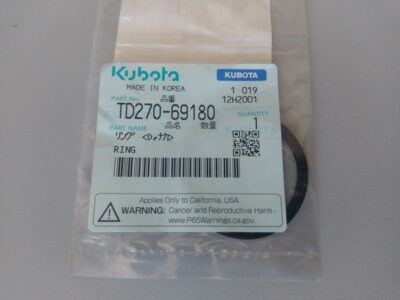 Kubota
KUBOTA
MADE IN KOREA
1 019
PART No.
品番
12H2001
TD270-69180
QUANTITY
PART NAME
品名
数量
1
リング
RING
Applies Only to California, USA
WARNING: Cancer and Reproductive Harm -
www.P65Warnings.ca.gov.